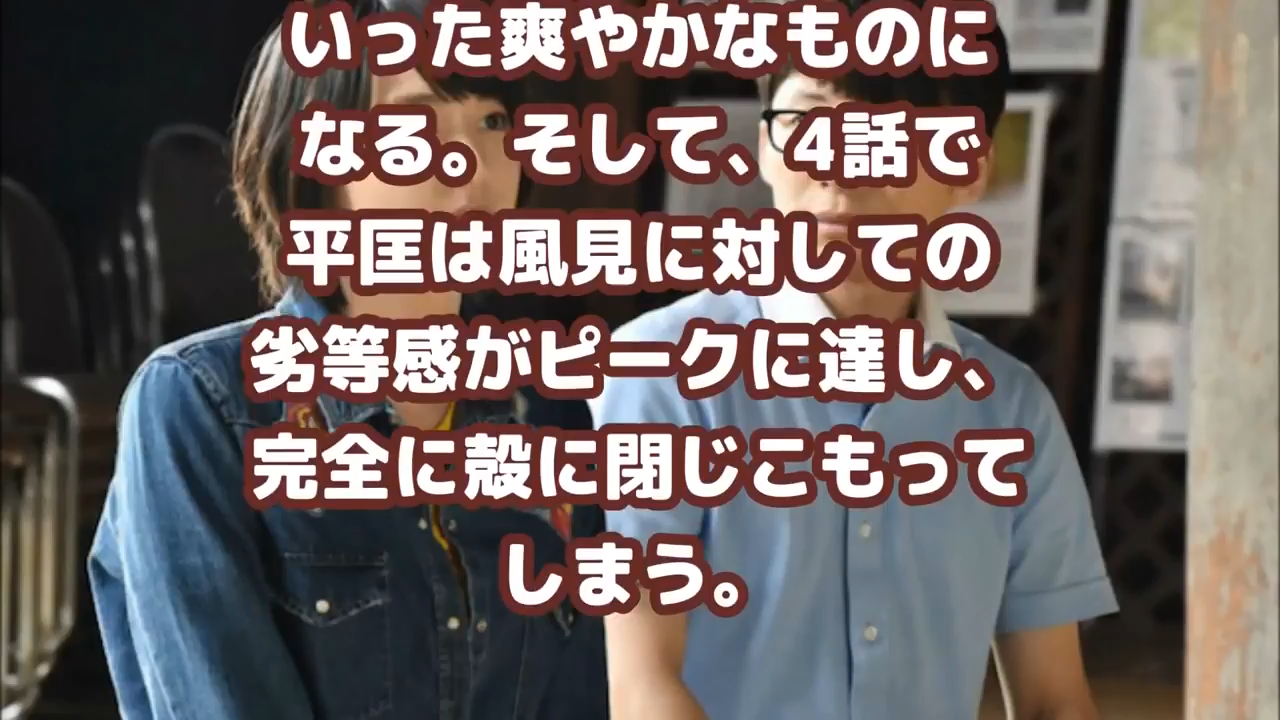 いった爽やかなものに
なる。そして、4話で
平匡は風見に対しての
劣等感がピークに達し、
完全に殻に閉じこもって
しまう。